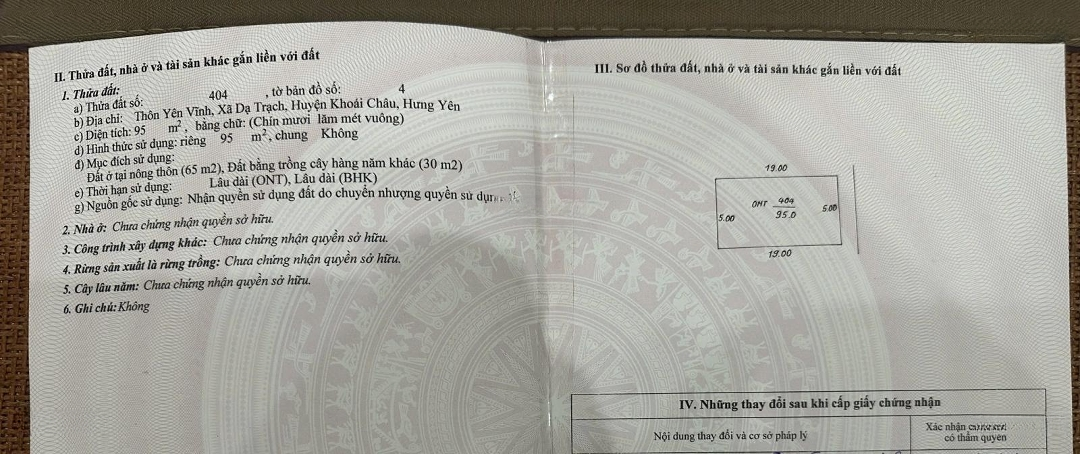 II. Thửa đất, nhà ở và tài sản khác gắn liền với đất
1. Thửa đất:
a) Thửa đất số: 404 , tờ bản đồ số: 4
b) Địa chỉ: Thôn Yên Vĩnh, Xã Dạ Trạch, Huyện Khoái Châu, Hưng Yên
c) Diện tích: 95 m², bằng chữ: (Chín mươi lăm mét vuông)
d) Hình thức sử dụng: riêng 95 m², chung Không
đ) Mục đích sử dụng:
Đất ở tại nông thôn (65 m2), Đất bằng trồng cây hàng năm khác (30 m2)
e) Thời hạn sử dụng: Lâu dài (ONT), Lâu dài (BHK)
g) Nguồn gốc sử dụng: Nhận quyền sử dụng đất do chuyển nhượng quyền sử dụng
2. Nhà ở: Chưa chứng nhận quyền sở hữu.
3. Công trình xây dựng khác: Chưa chứng nhận quyền sở hữu.
4. Rừng sản xuất là rừng trồng: Chưa chứng nhận quyền sở hữu.
5. Cây lâu năm: Chưa chứng nhận quyền sở hữu.
6. Ghi chú: Không
III. Sơ đồ thửa đất, nhà ở và tài sản khác gắn liền với đất
19.00
ONT 404
95.0
5.00
5.00
19.00
IV. Những thay đổi sau khi cấp giấy chứng nhận
Nội dung thay đổi và cơ sở pháp lý
Xác nhận
có thẩm quyền